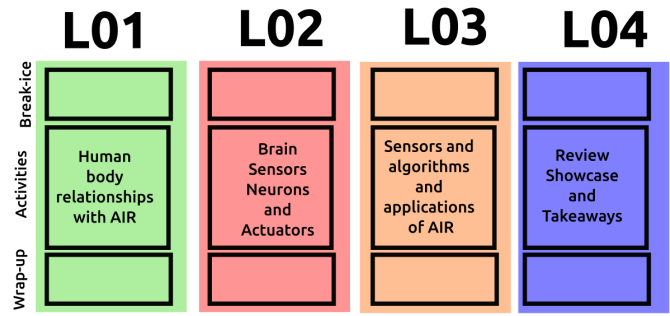 L01
L02
L03
L04
Break-ice
Activities
Wrap-up
Human
body
relationships
with AIR
Brain
Sensors
Neurons
and
Actuators
Sensors and
algorithms
and
applications
of AIR
Review
Showcase
and
Takeaways